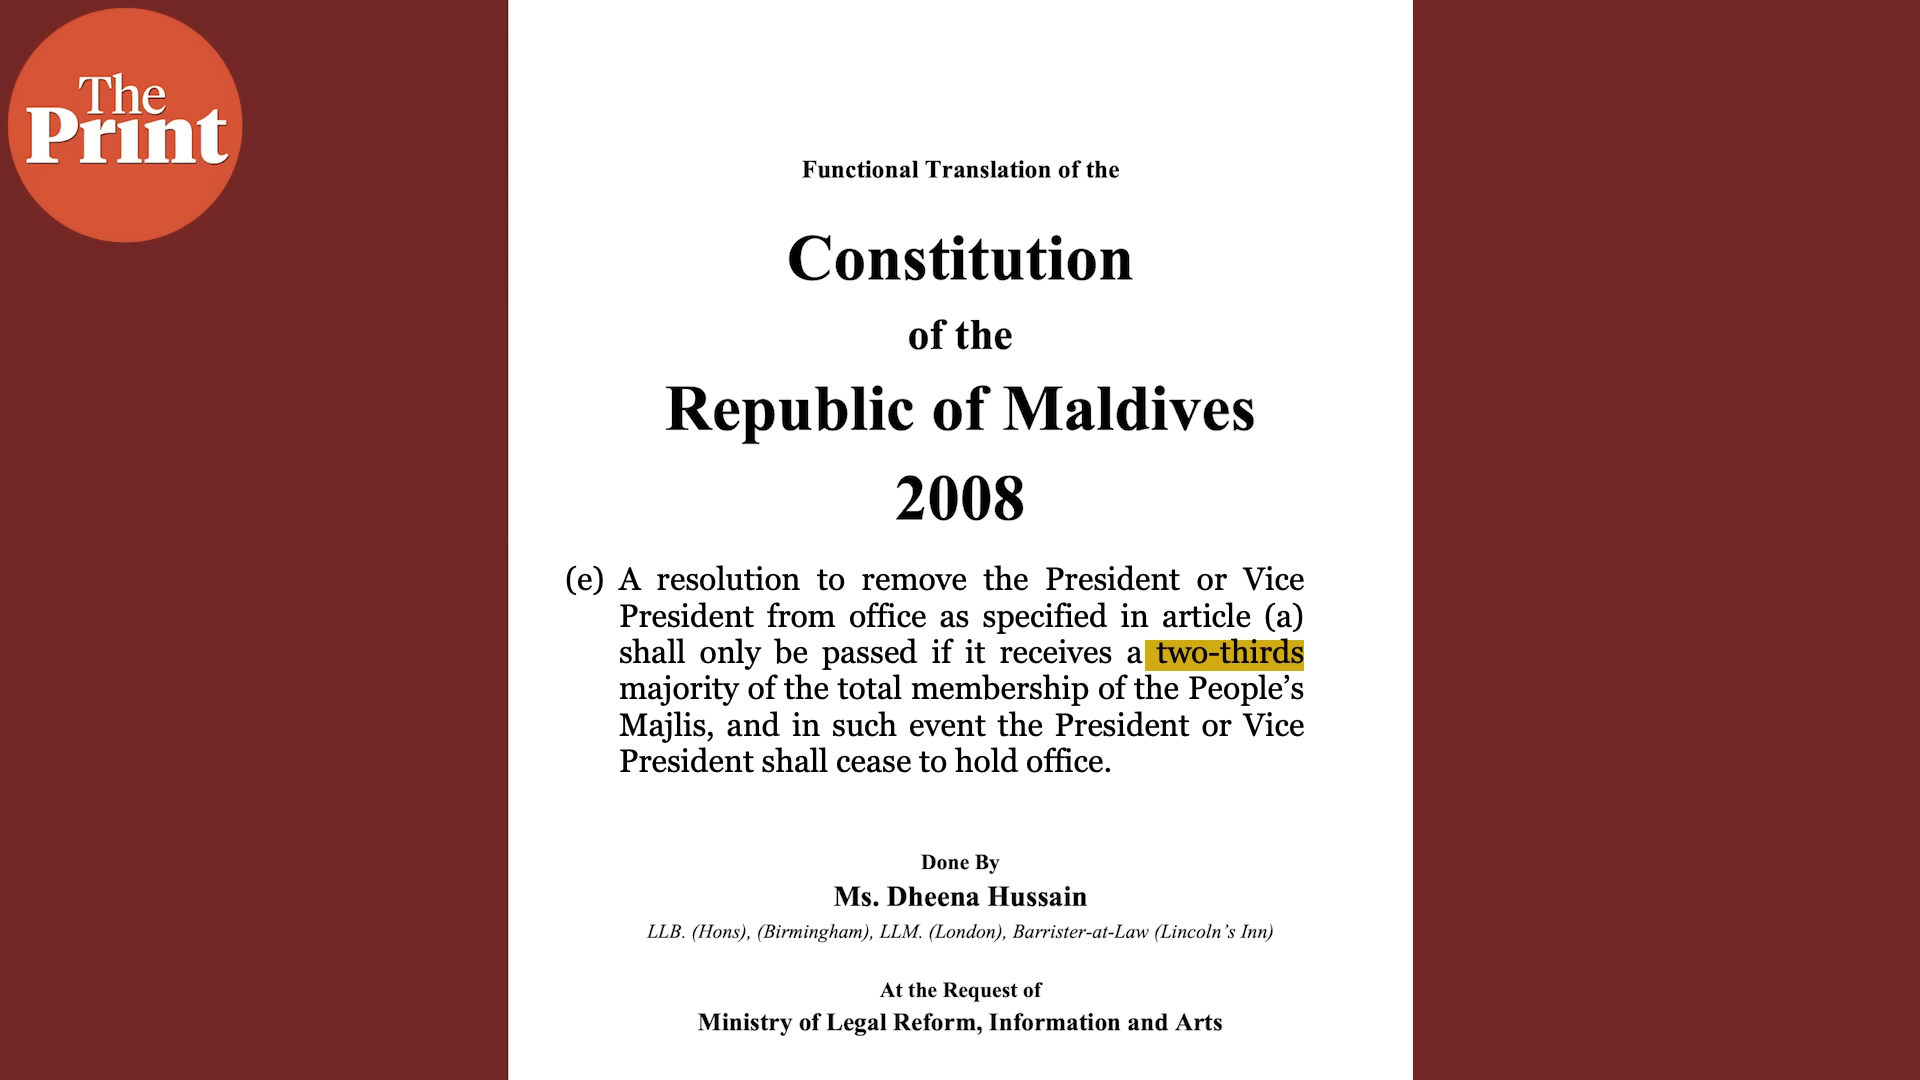 The
Print
Functional Translation of the
Constitution
of the
Republic of Maldives
2008
(e) A resolution to remove the President or Vice
President from office as specified in article (a)
shall only be passed if it receives a two-thirds
majority of the total membership of the People’s
Majlis, and in such event the President or Vice
President shall cease to hold office.
Done By
Ms. Dheena Hussain
LLB. (Hons), (Birmingham), LLM. (London), Barrister-at-Law (Lincoln’s Inn)
At the Request of
Ministry of Legal Reform, Information and Arts